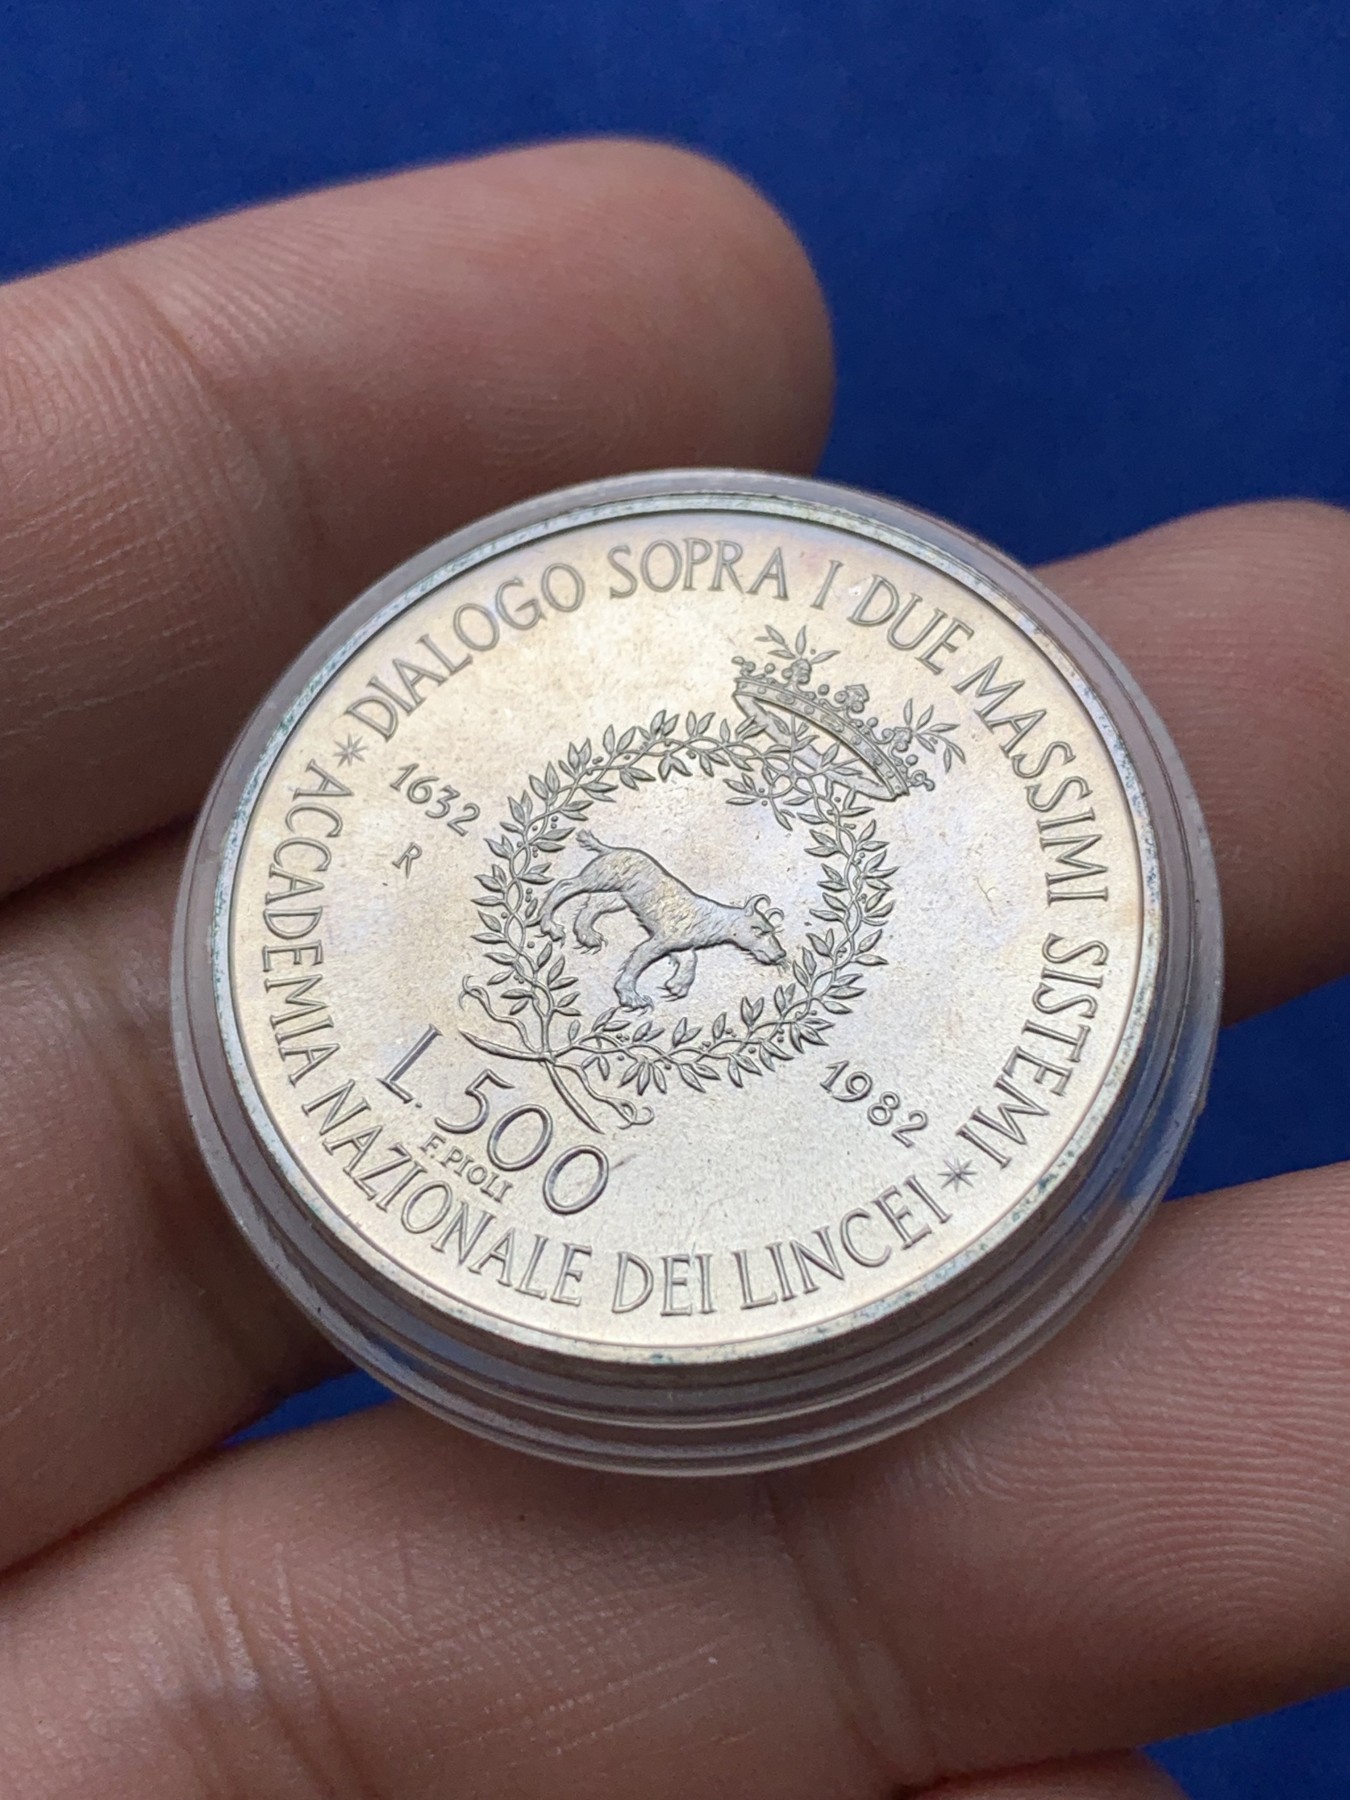 DIALOGO SOPRA I DUE MASSIMI SISTEMI
1632
R
1982
L. 500
F. PIOLI
ACCADEMIA NAZIONALE DEI LINCEI